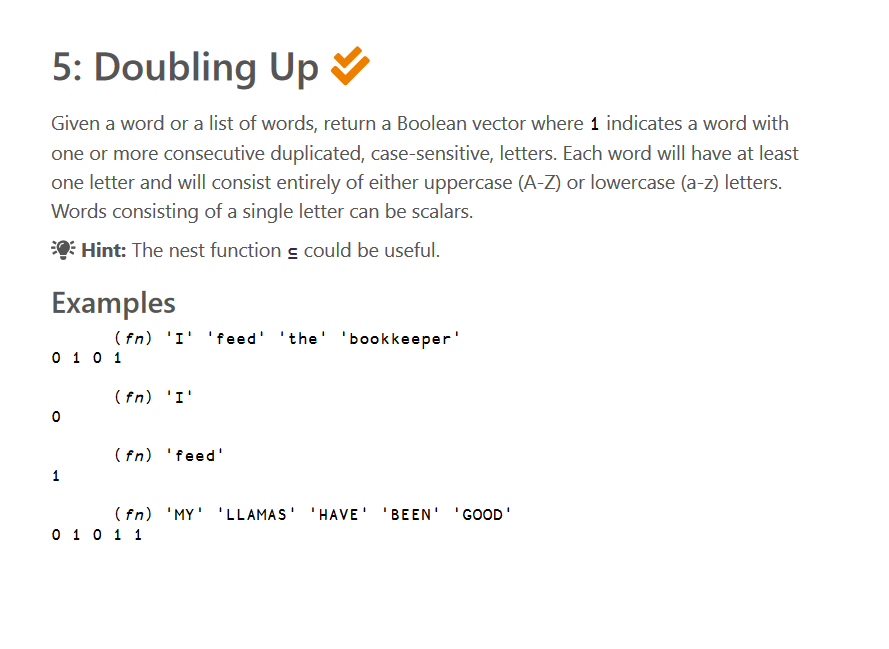 5: Doubling Up
Given a word or a list of words, return a Boolean vector where 1 indicates a word with
one or more consecutive duplicated, case-sensitive, letters. Each word will have at least
one letter and will consist entirely of either uppercase (A-Z) or lowercase (a-z) letters.
Words consisting of a single letter can be scalars.
Hint: The nest function ⊆ could be useful.
Examples
(fn) 'I' 'feed' 'the' 'bookkeeper'
0 1 0 1
(fn) 'I'
0
(fn) 'feed'
1
(fn) 'MY' 'LLAMAS' 'HAVE' 'BEEN' 'GOOD'
0 1 0 1 1